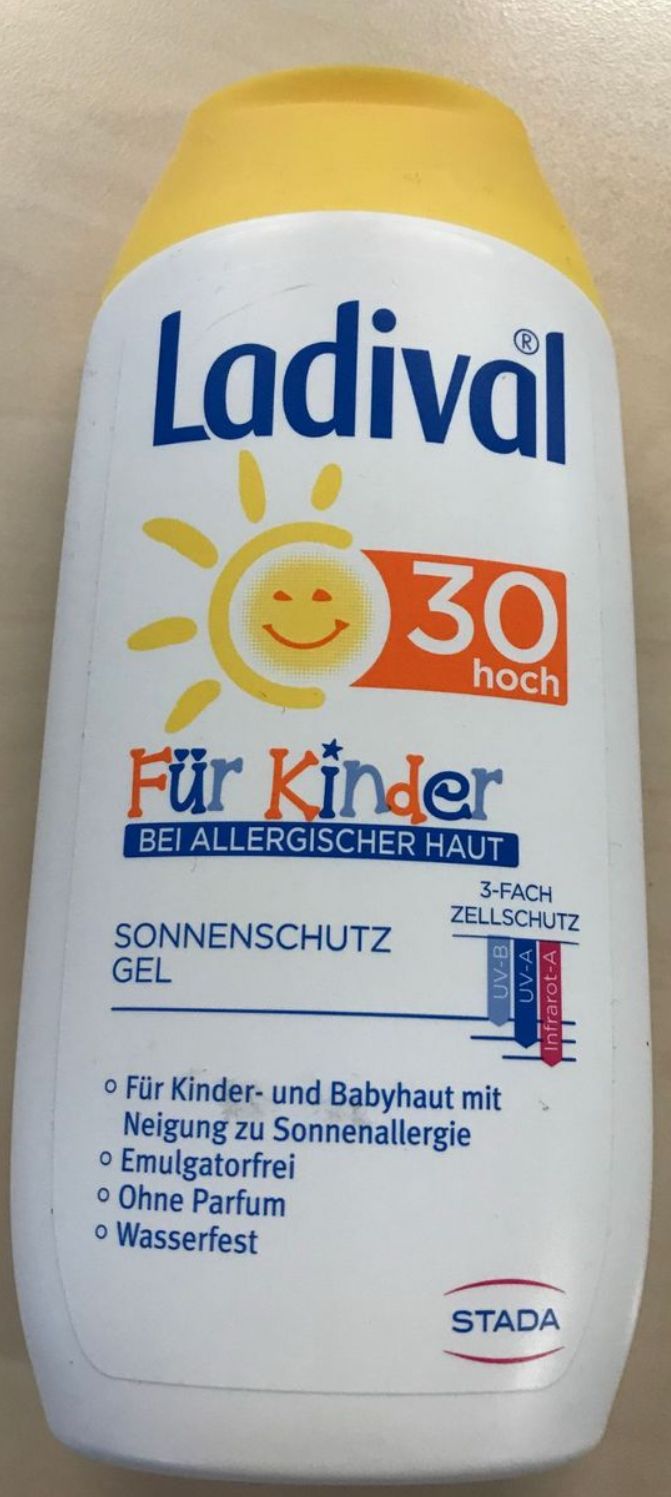 Ladival®
30
hoch
Für Kinder
BEI ALLERGISCHER HAUT
3-FACH
ZELLSCHUTZ
SONNENSCHUTZ
GEL
UV-B
UV-A
Infrarot-A
° Für Kinder- und Babyhaut mit
Neigung zu Sonnenallergie
° Emulgatorfrei
° Ohne Parfum
° Wasserfest
STADA